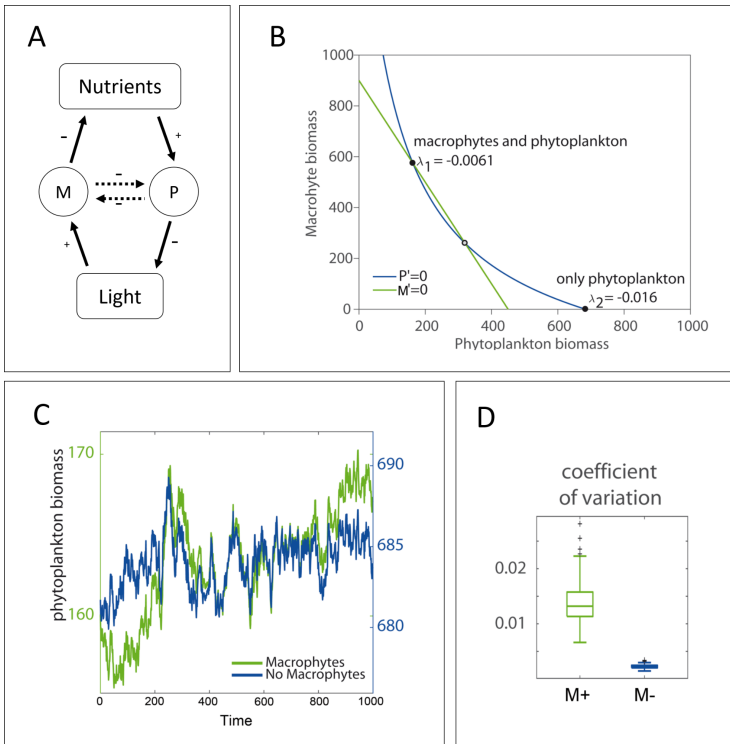 A
Nutrients
–
+
M
–
–
P
+
–
Light
B
1000
800
600
400
200
0
Macrohyte biomass
macrophytes and phytoplankton
λ1 = -0.0061
P'=0
M'=0
only phytoplankton
λ2 = -0.016
0
200
400
600
800
1000
Phytoplankton biomass
C
170
160
phytoplankton biomass
690
685
680
Macrophytes
No Macrophytes
0
200
400
600
800
1000
Time
D
coefficient
of variation
0.02
0.01
M+
M-